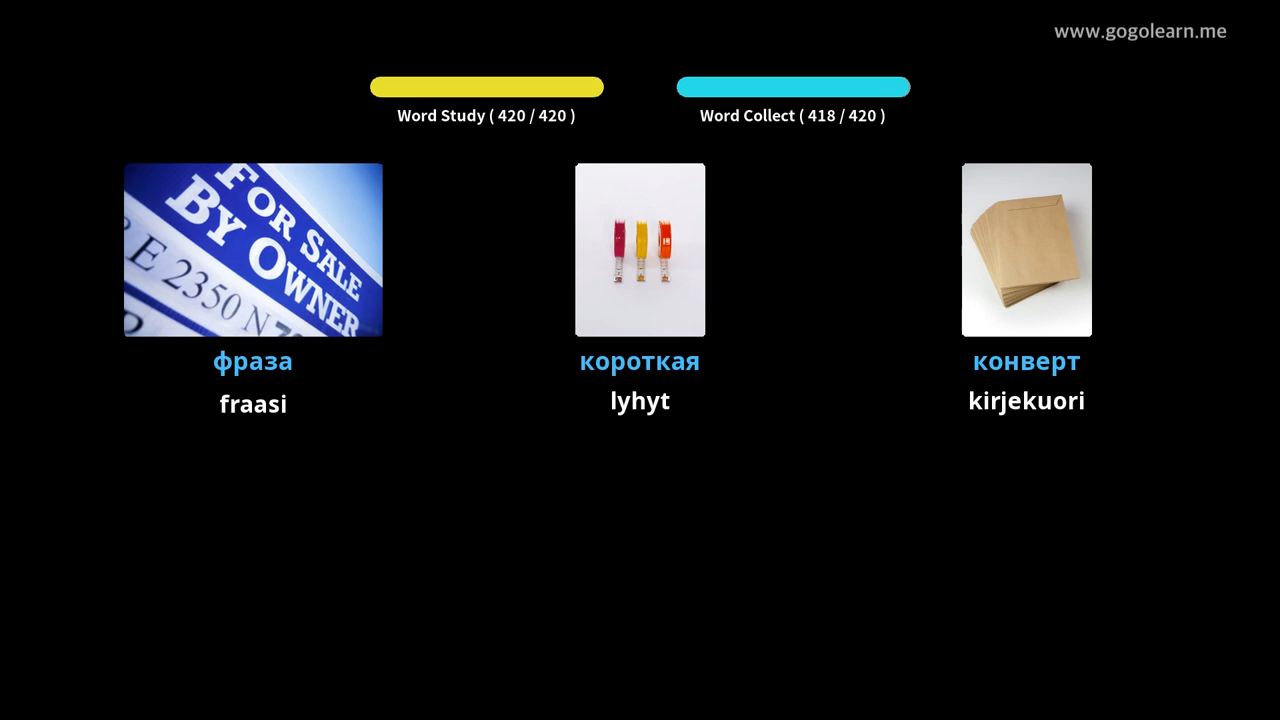 www.gogolearn.me
Word Study ( 420 / 420 )
Word Collect ( 418 / 420 )
FOR SALE
BY OWNER
E 2350 N
фраза
fraasi
короткая
lyhyt
конверт
kirjekuori